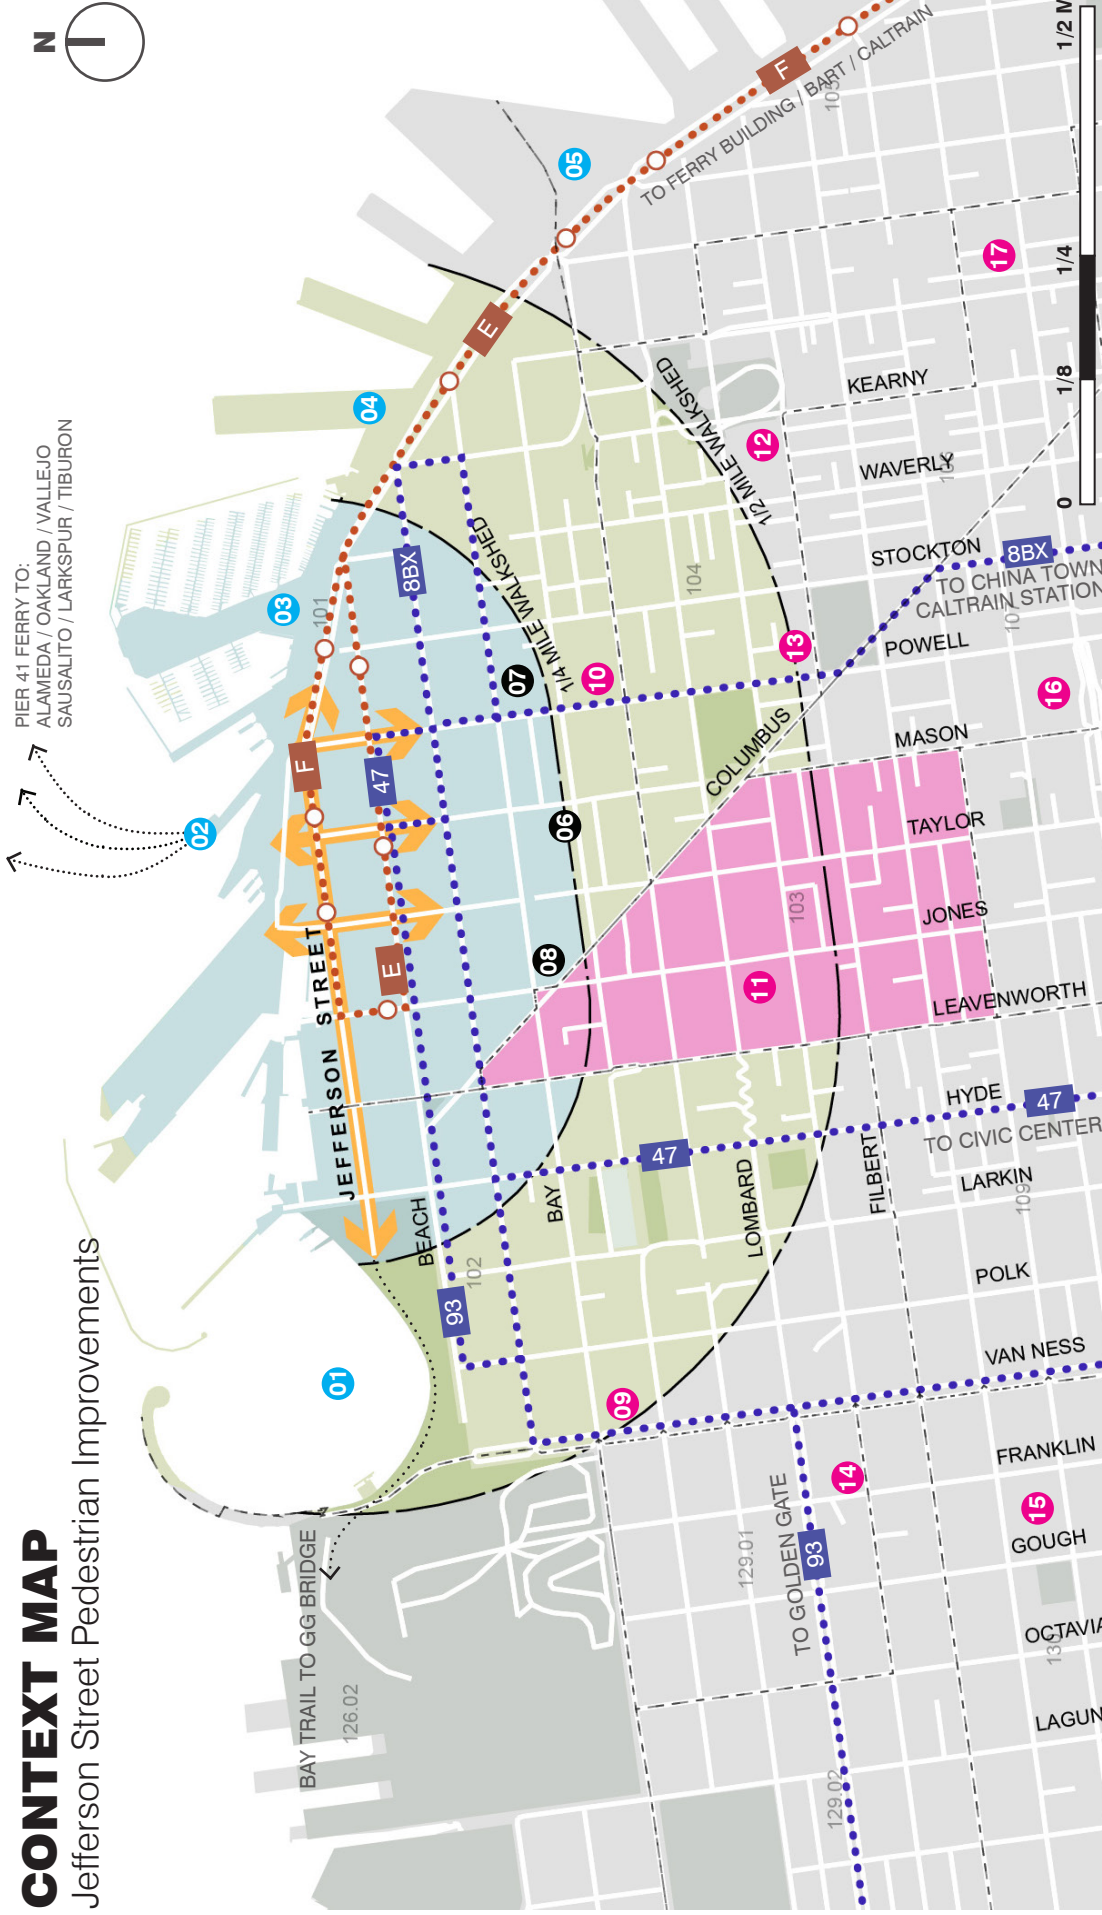 CONTEXT MAP
Jefferson Street Pedestrian Improvements
PIER 41 FERRY TO:
ALAMEDA / OAKLAND / VALLEJO
SAUSALITO / LARKSPUR / TIBURON
N
BAY TRAIL TO GG BRIDGE
126.02
01
02
03
04
05
101
F
JEFFERSON STREET
E
47
8BX
E
F
TO FERRY BUILDING / BART / CALTRAIN
105
BEACH
93
102
1/4 MILE WALKSHED
07
06
08
BAY
10
09
47
1/2 MILE WALKSHED
104
COLUMBUS
12
13
11
103
LOMBARD
129.01
TO GOLDEN GATE
93
14
129.02
FILBERT
KEARNY
WAVERLY
STOCKTON
8BX
TO CHINA TOWN
CALTRAIN STATION
107
POWELL
16
17
MASON
TAYLOR
JONES
LEAVENWORTH
HYDE
47
TO CIVIC CENTER
LARKIN
109
POLK
VAN NESS
FRANKLIN
15
GOUGH
OCTAVIA
130
LAGUN
0
1/8
1/4
1/2 M